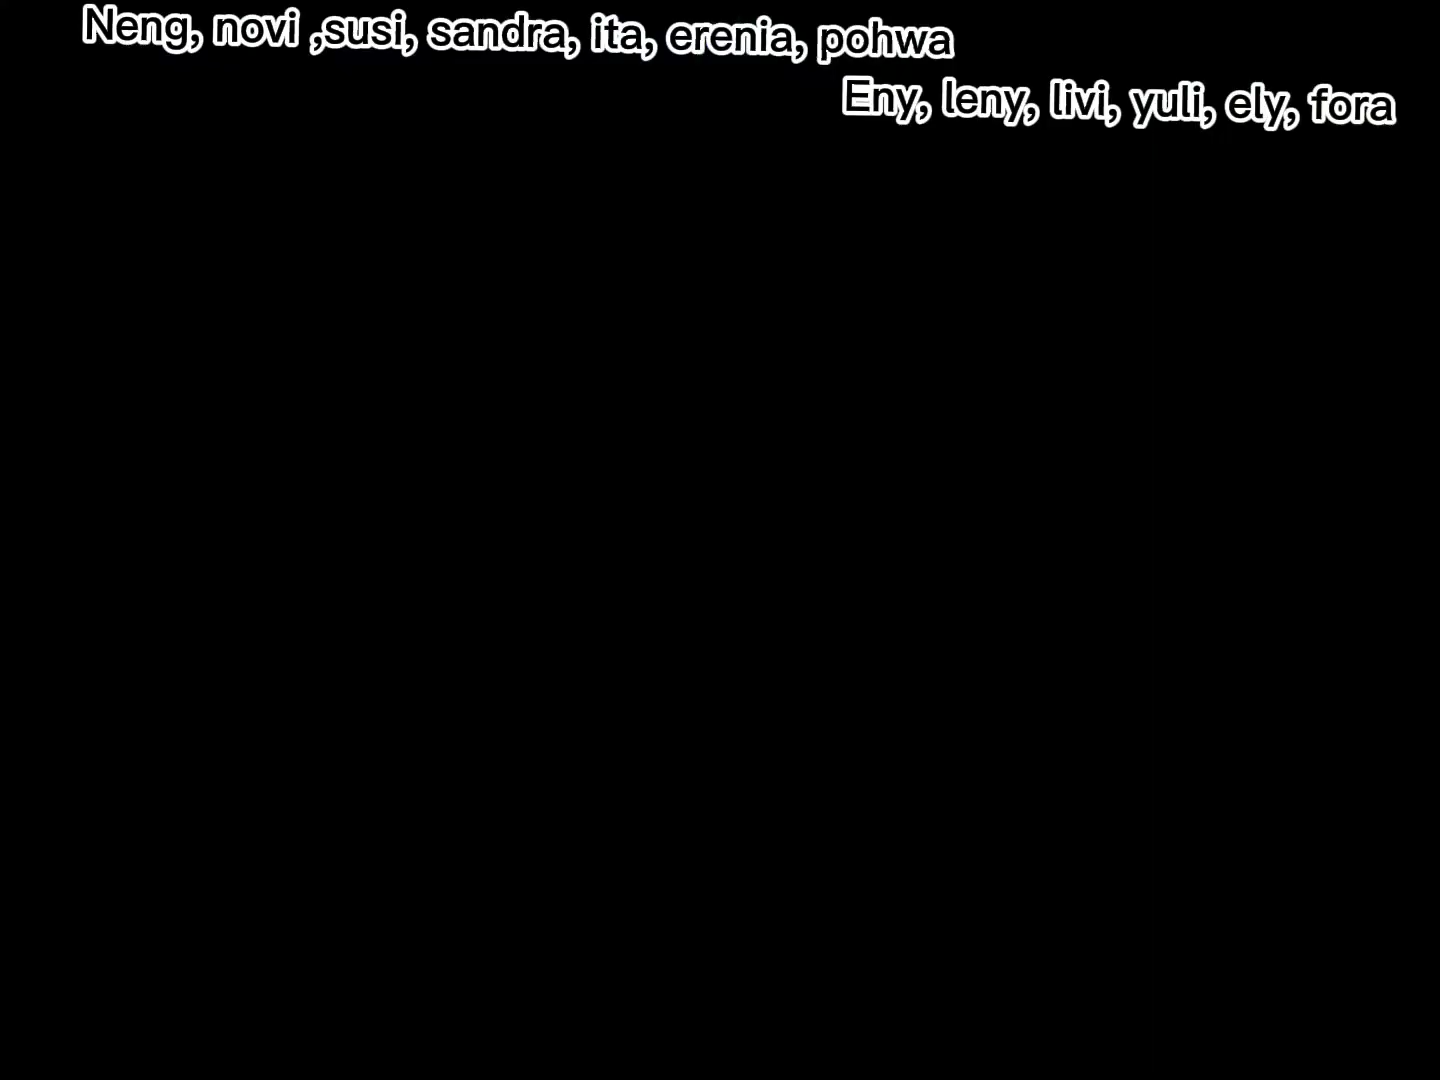 Neng, novi ,susi, sandra, ita, erenia, pohwa
Eny, leny, livi, yuli, ely, fora